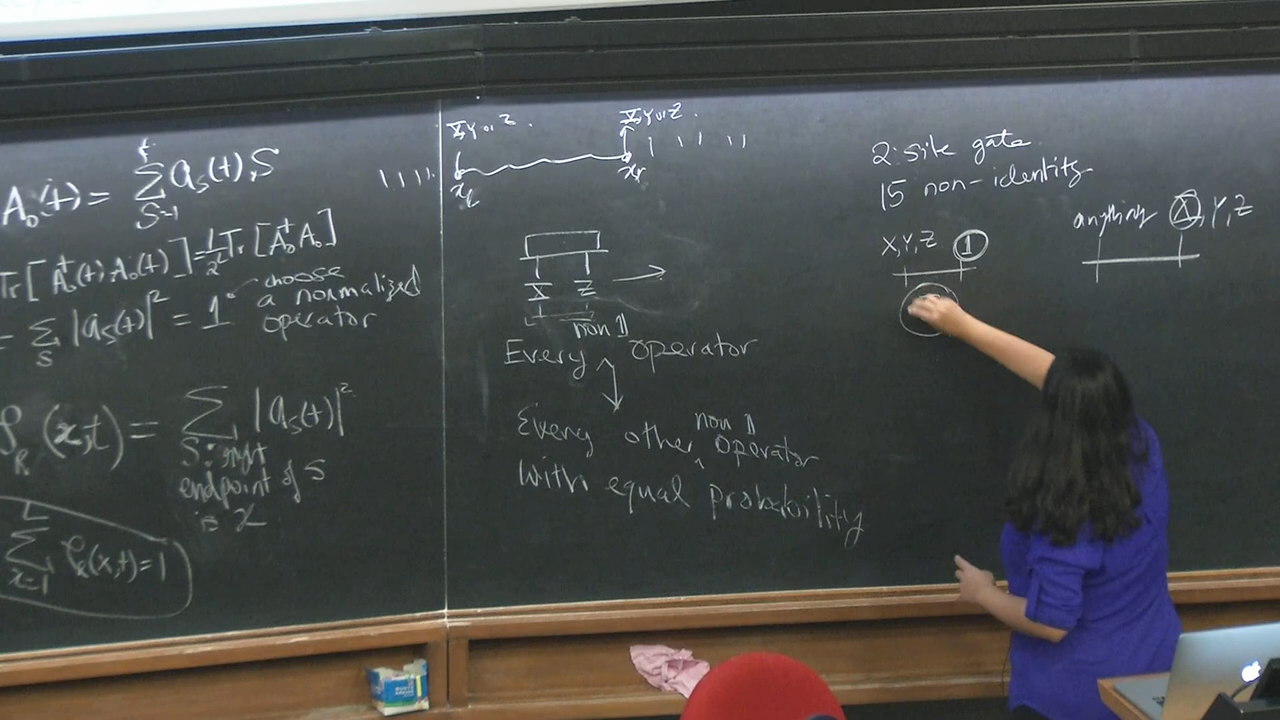 A₀(t) = Σ_{S=1}^{t} a_S(t) S
Tr[A₀†(t) A₀(t)] = 1/2^L Tr[A₀†A₀]
= Σ_S |a_S(t)|² = 1
choose
a normalized
operator
ρ_R(x,t) = Σ |a_S(t)|²
S: right
endpoint of S
is x
Σ_{x=1}^{L} ρ_R(x,t) = 1
X, Y or Z.
X, Y or Z.
x_l
x_r
X Z
non 𝟙
Every operator
Every other non 𝟙 operator
with equal probability
2-site gate
15 non-identity
X, Y, Z 1
anything X, Y, Z